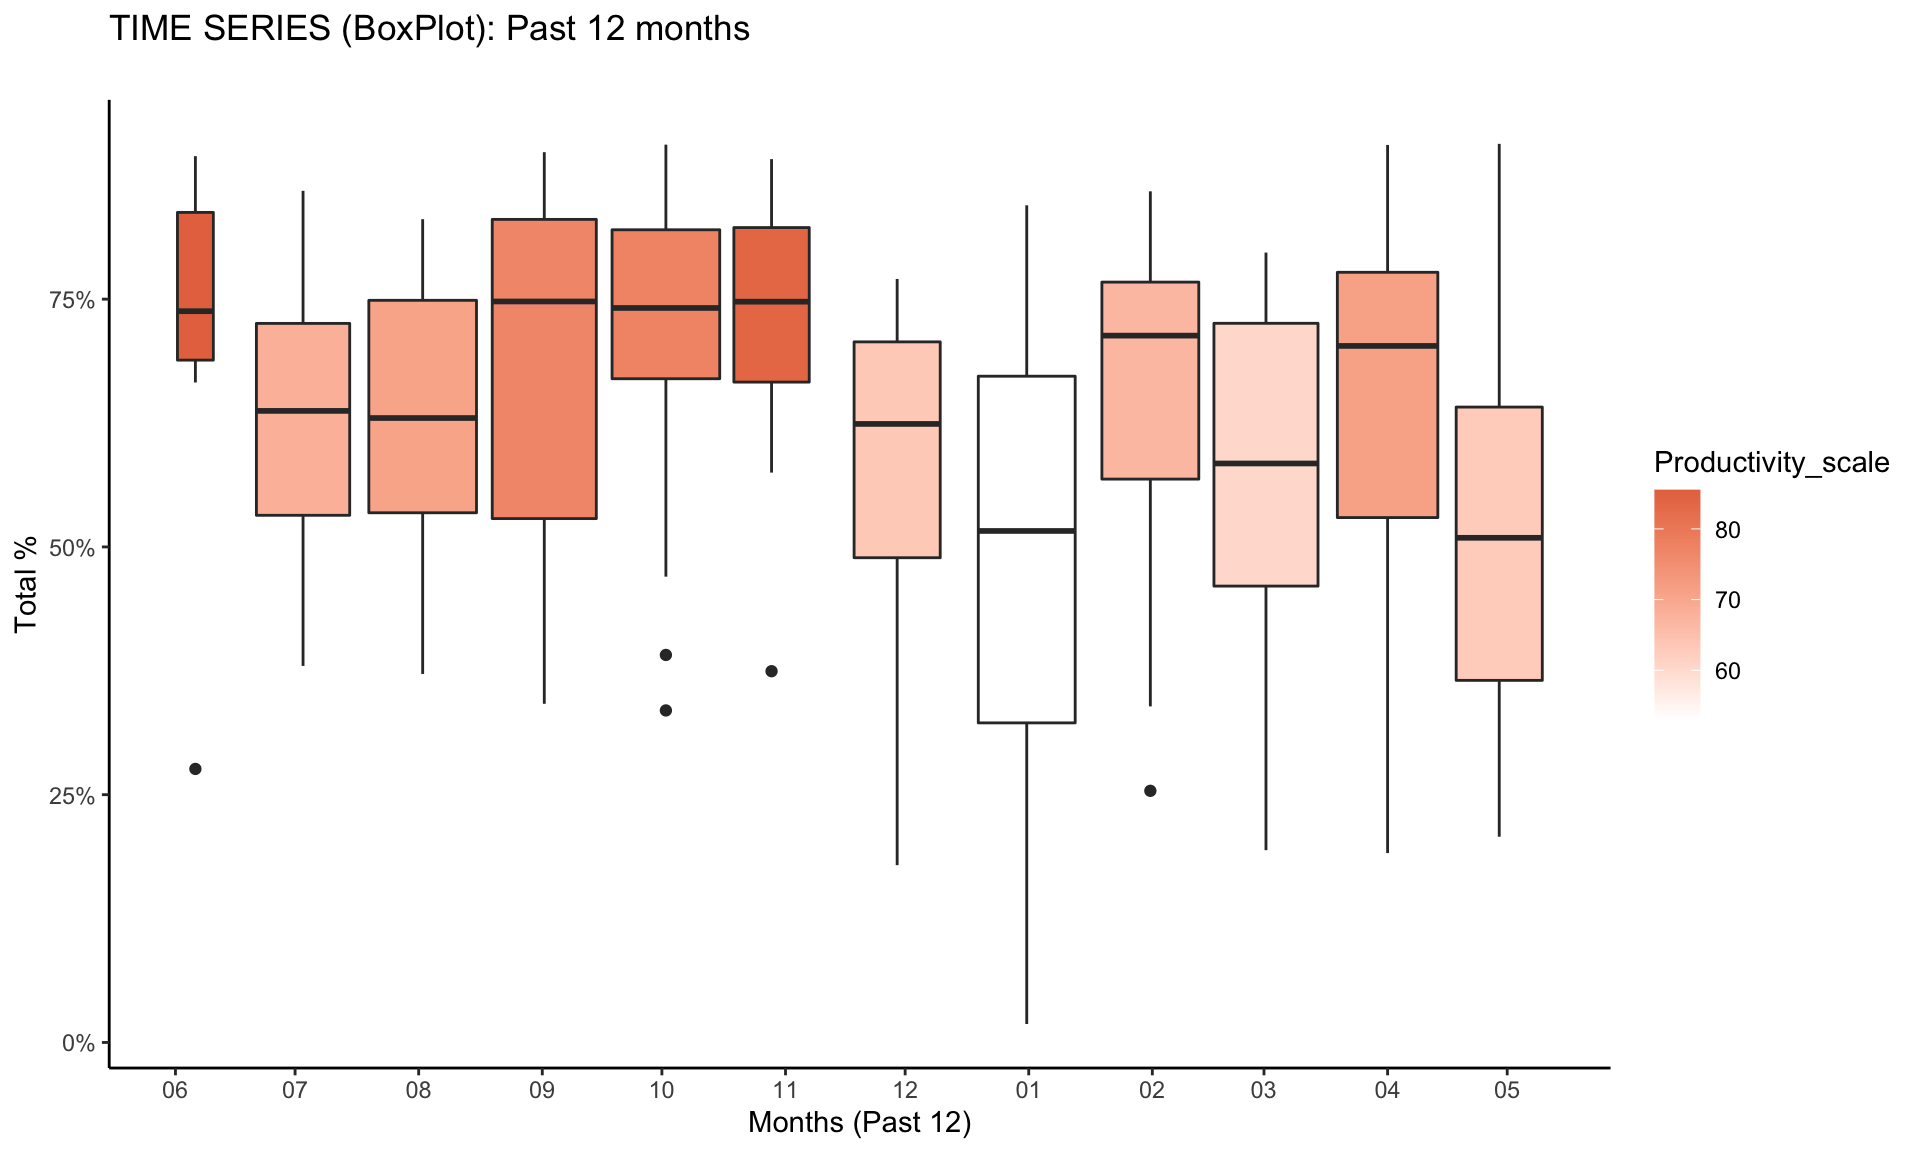 TIME SERIES (BoxPlot): Past 12 months
Total %
75%
50%
25%
0%
06 07 08 09 10 11 12 01 02 03 04 05
Months (Past 12)
Productivity_scale
80
70
60